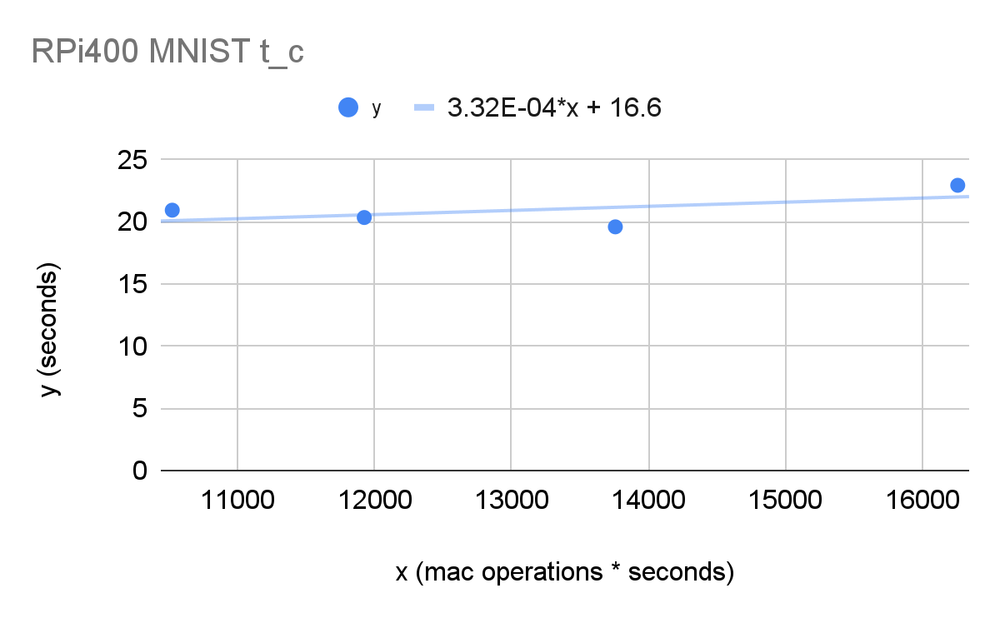 RPi400 MNIST t_c
y 3.32E-04*x + 16.6
25
20
15
10
5
0
y (seconds)
11000 12000 13000 14000 15000 16000
x (mac operations * seconds)